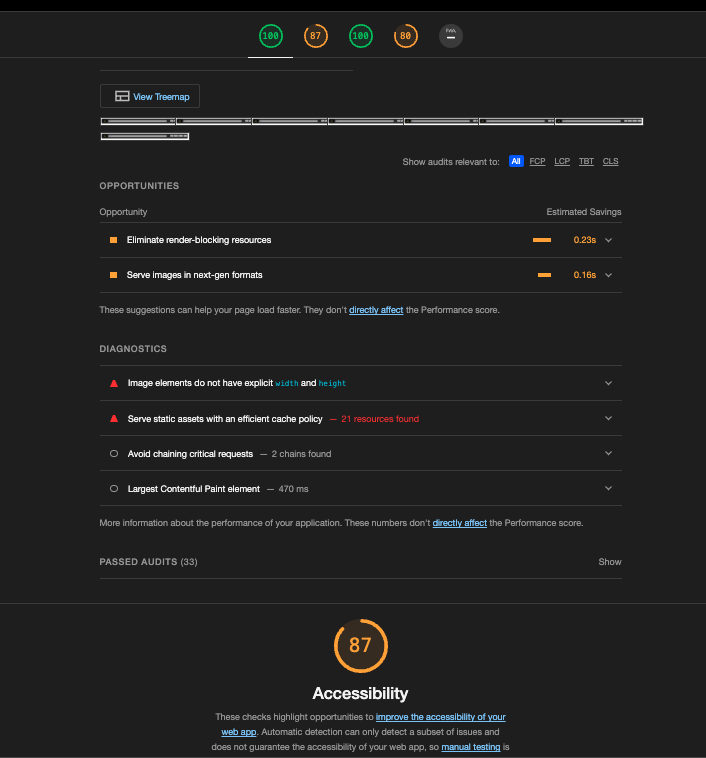 100 87 100 80 PWA
View Treemap
Show audits relevant to: All FCP LCP TBT CLS
OPPORTUNITIES
Opportunity Estimated Savings
Eliminate render-blocking resources 0.23s
Serve images in next-gen formats 0.16s
These suggestions can help your page load faster. They don't directly affect the Performance score.
DIAGNOSTICS
Image elements do not have explicit width and height
Serve static assets with an efficient cache policy — 21 resources found
Avoid chaining critical requests — 2 chains found
Largest Contentful Paint element — 470 ms
More information about the performance of your application. These numbers don't directly affect the Performance score.
PASSED AUDITS (33) Show
87
Accessibility
These checks highlight opportunities to improve the accessibility of your
web app. Automatic detection can only detect a subset of issues and
does not guarantee the accessibility of your web app, so manual testing is